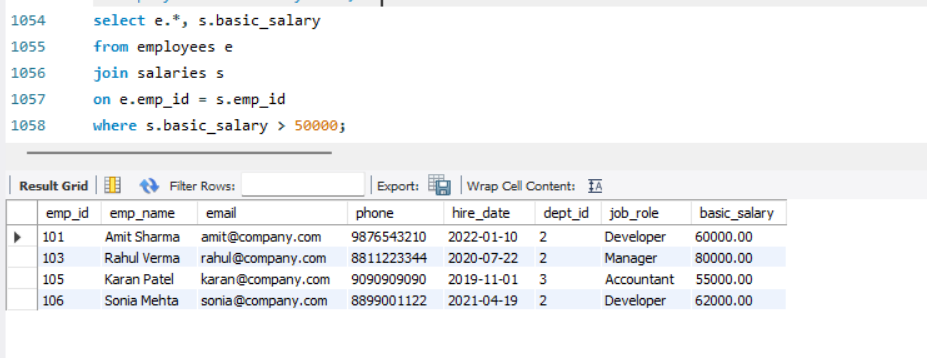 1054 select e.*, s.basic_salary
1055 from employees e
1056 join salaries s
1057 on e.emp_id = s.emp_id
1058 where s.basic_salary > 50000;
Result Grid Filter Rows: Export: Wrap Cell Content:
emp_id emp_name email phone hire_date dept_id job_role basic_salary
101 Amit Sharma amit@company.com 9876543210 2022-01-10 2 Developer 60000.00
103 Rahul Verma rahul@company.com 8811223344 2020-07-22 2 Manager 80000.00
105 Karan Patel karan@company.com 9090909090 2019-11-01 3 Accountant 55000.00
106 Sonia Mehta sonia@company.com 8899001122 2021-04-19 2 Developer 62000.00